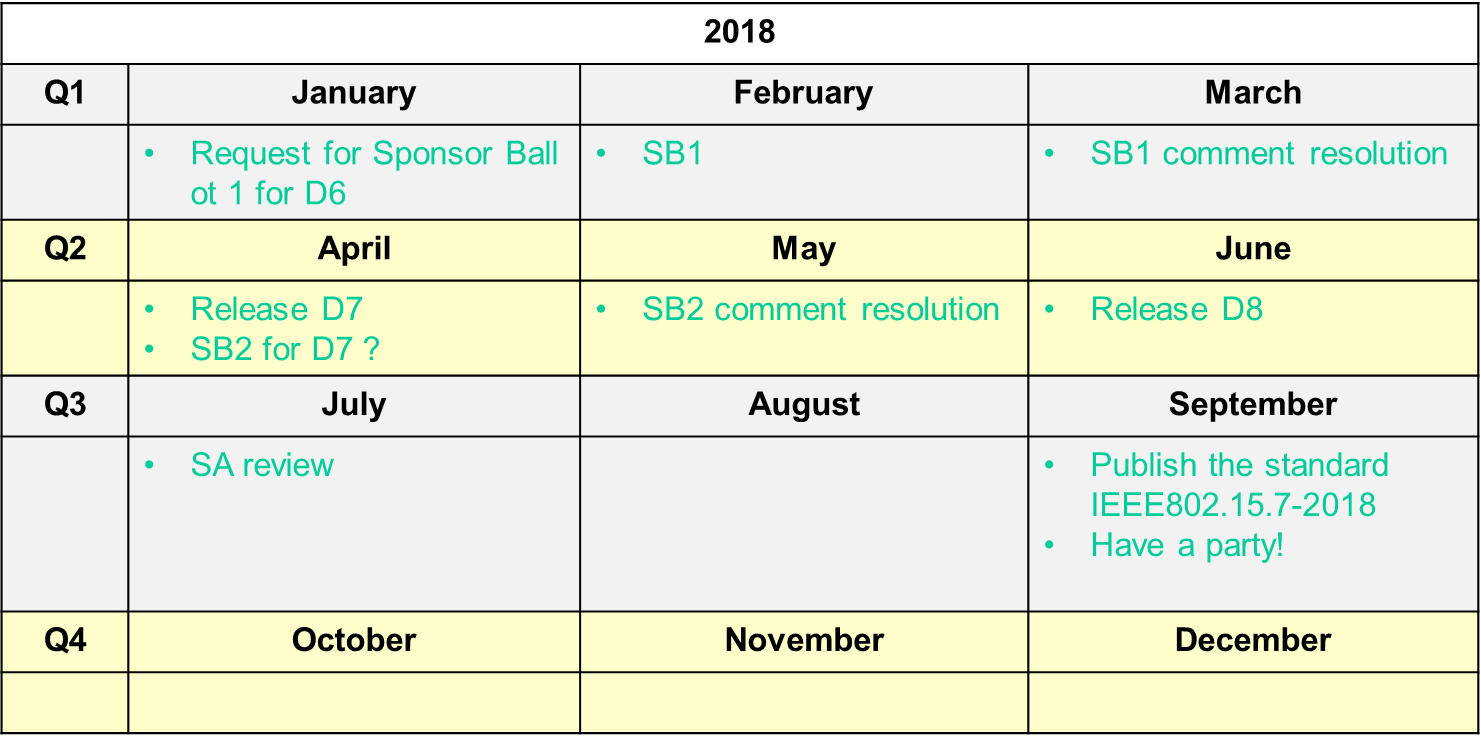 2018
Q1 January February March
• Request for Sponsor Ball • SB1 • SB1 comment resolution
ot 1 for D6
Q2 April May June
• Release D7 • SB2 comment resolution • Release D8
• SB2 for D7 ?
Q3 July August September
• SA review • Publish the standard
IEEE802.15.7-2018
• Have a party!
Q4 October November December